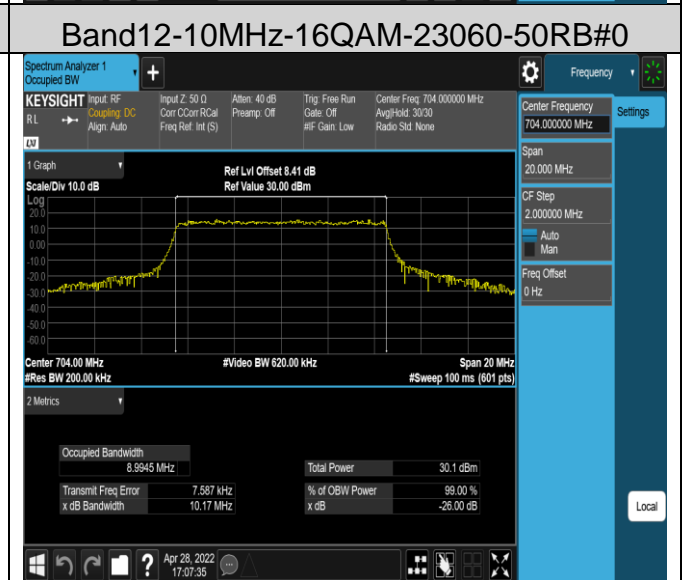 Band12-10MHz-16QAM-23060-50RB#0
Spectrum Analyzer 1
Occupied BW
+
Frequency
KEYSIGHT
RL
LXI
Input: RF
Coupling: DC
Align: Auto
Input Z: 50 Ω
Corr CCorr RCal
Freq Ref: Int (S)
Atten: 40 dB
Preamp: Off
Trig: Free Run
Gate: Off
#IF Gain: Low
Center Freq: 704.000000 MHz
Avg|Hold: 30/30
Radio Std: None
Center Frequency
704.000000 MHz
Settings
Span
20.000 MHz
CF Step
2.000000 MHz
Auto
Man
Freq Offset
0 Hz
1 Graph
Scale/Div 10.0 dB
Ref Lvl Offset 8.41 dB
Ref Value 30.00 dBm
Log
20.0
10.0
0.00
-10.0
-20.0
-30.0
-40.0
-50.0
-60.0
Center 704.00 MHz
#Video BW 620.00 kHz
Span 20 MHz
#Res BW 200.00 kHz
#Sweep 100 ms (601 pts)
2 Metrics
Occupied Bandwidth
8.9945 MHz
Total Power 30.1 dBm
Transmit Freq Error 7.587 kHz
% of OBW Power 99.00 %
x dB Bandwidth 10.17 MHz
x dB -26.00 dB
Local
?
Apr 28, 2022
17:07:35